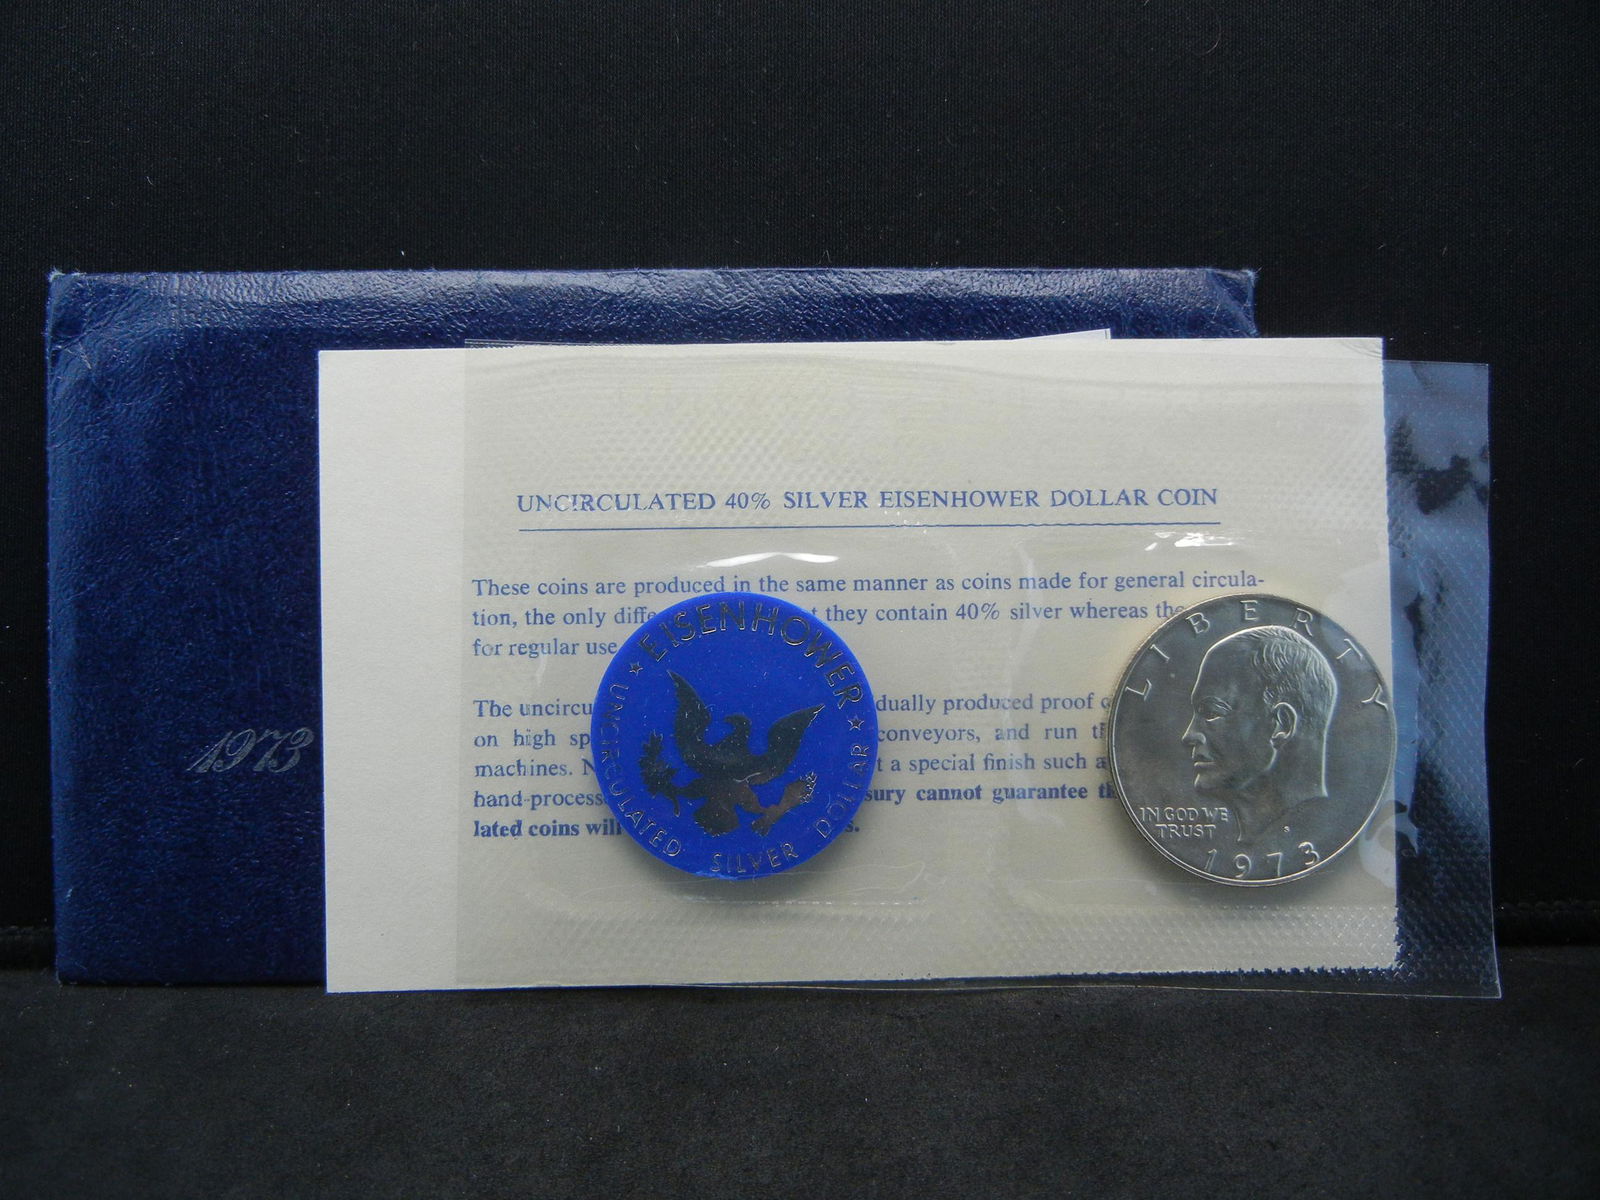 1973
UNCIRCULATED 40% SILVER EISENHOWER DOLLAR COIN
These coins are produced in the same manner as coins made for general circula-
tion, the only diffe t they contain 40% silver whereas the
for regular use
The uncircu dually produced proof
on high sp conveyors, and run
machines. N t a special finish such a
hand-process sury cannot guarantee
lated coins will s.
★ EISENHOWER ★
UNCIRCULATED SILVER DOLLAR
LIBERTY
IN GOD WE
TRUST
S
1973